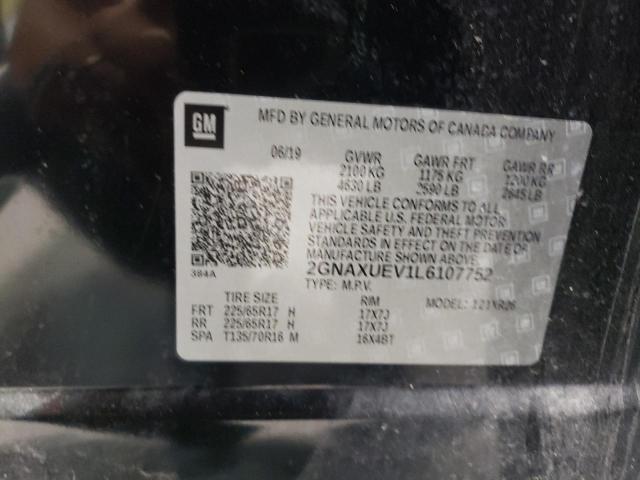 GM
MFD BY GENERAL MOTORS OF CANADA COMPANY
06/19 GVWR GAWR FRT GAWR RR
2100 KG 1175 KG 1200 KG
4630 LB 2590 LB 2645 LB
THIS VEHICLE CONFORMS TO ALL
APPLICABLE U.S. FEDERAL MOTOR
VEHICLE SAFETY AND THEFT PREVENTION
STANDARDS IN EFFECT ON THE DATE OF
MANUFACTURE SHOWN ABOVE.
384A
2GNAXUEV1L6107752
TYPE: M.P.V. MODEL: 121XR26
TIRE SIZE RIM
FRT 225/65R17 H 17X7J
RR 225/65R17 H 17X7J
SPA T135/70R16 M 16X4BT